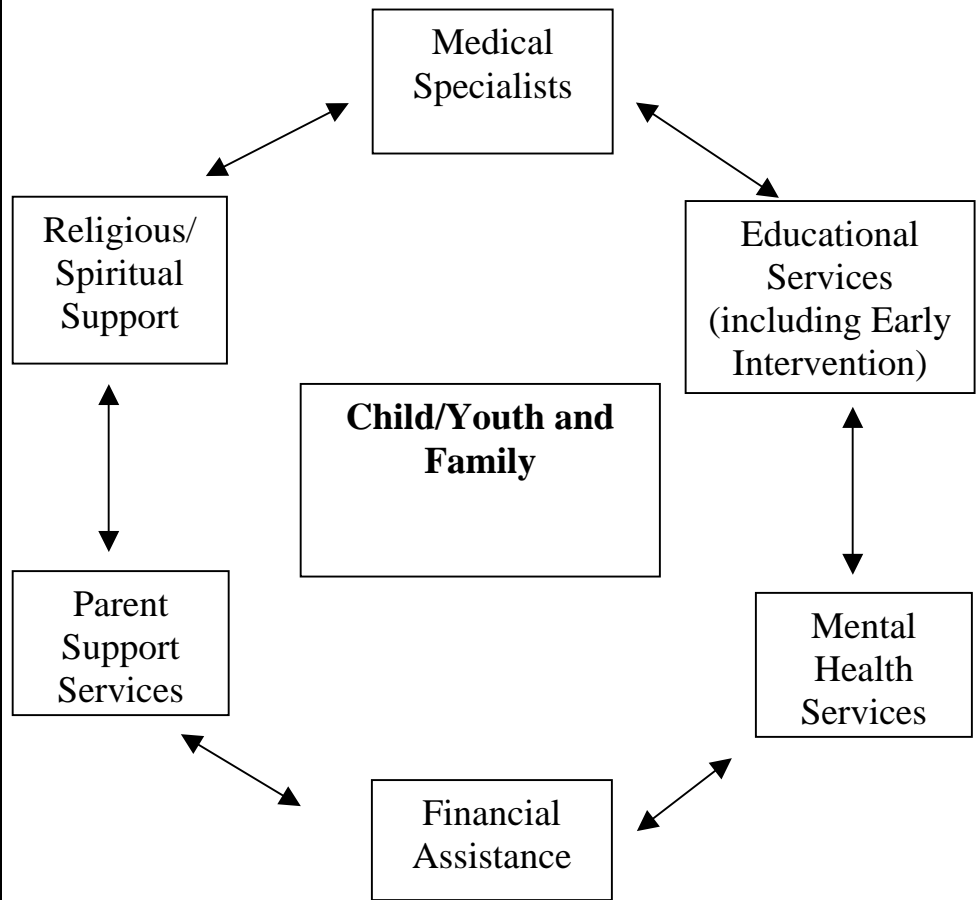 Medical
Specialists
Religious/
Spiritual
Support
Educational
Services
(including Early
Intervention)
Child/Youth and
Family
Parent
Support
Services
Mental
Health
Services
Financial
Assistance